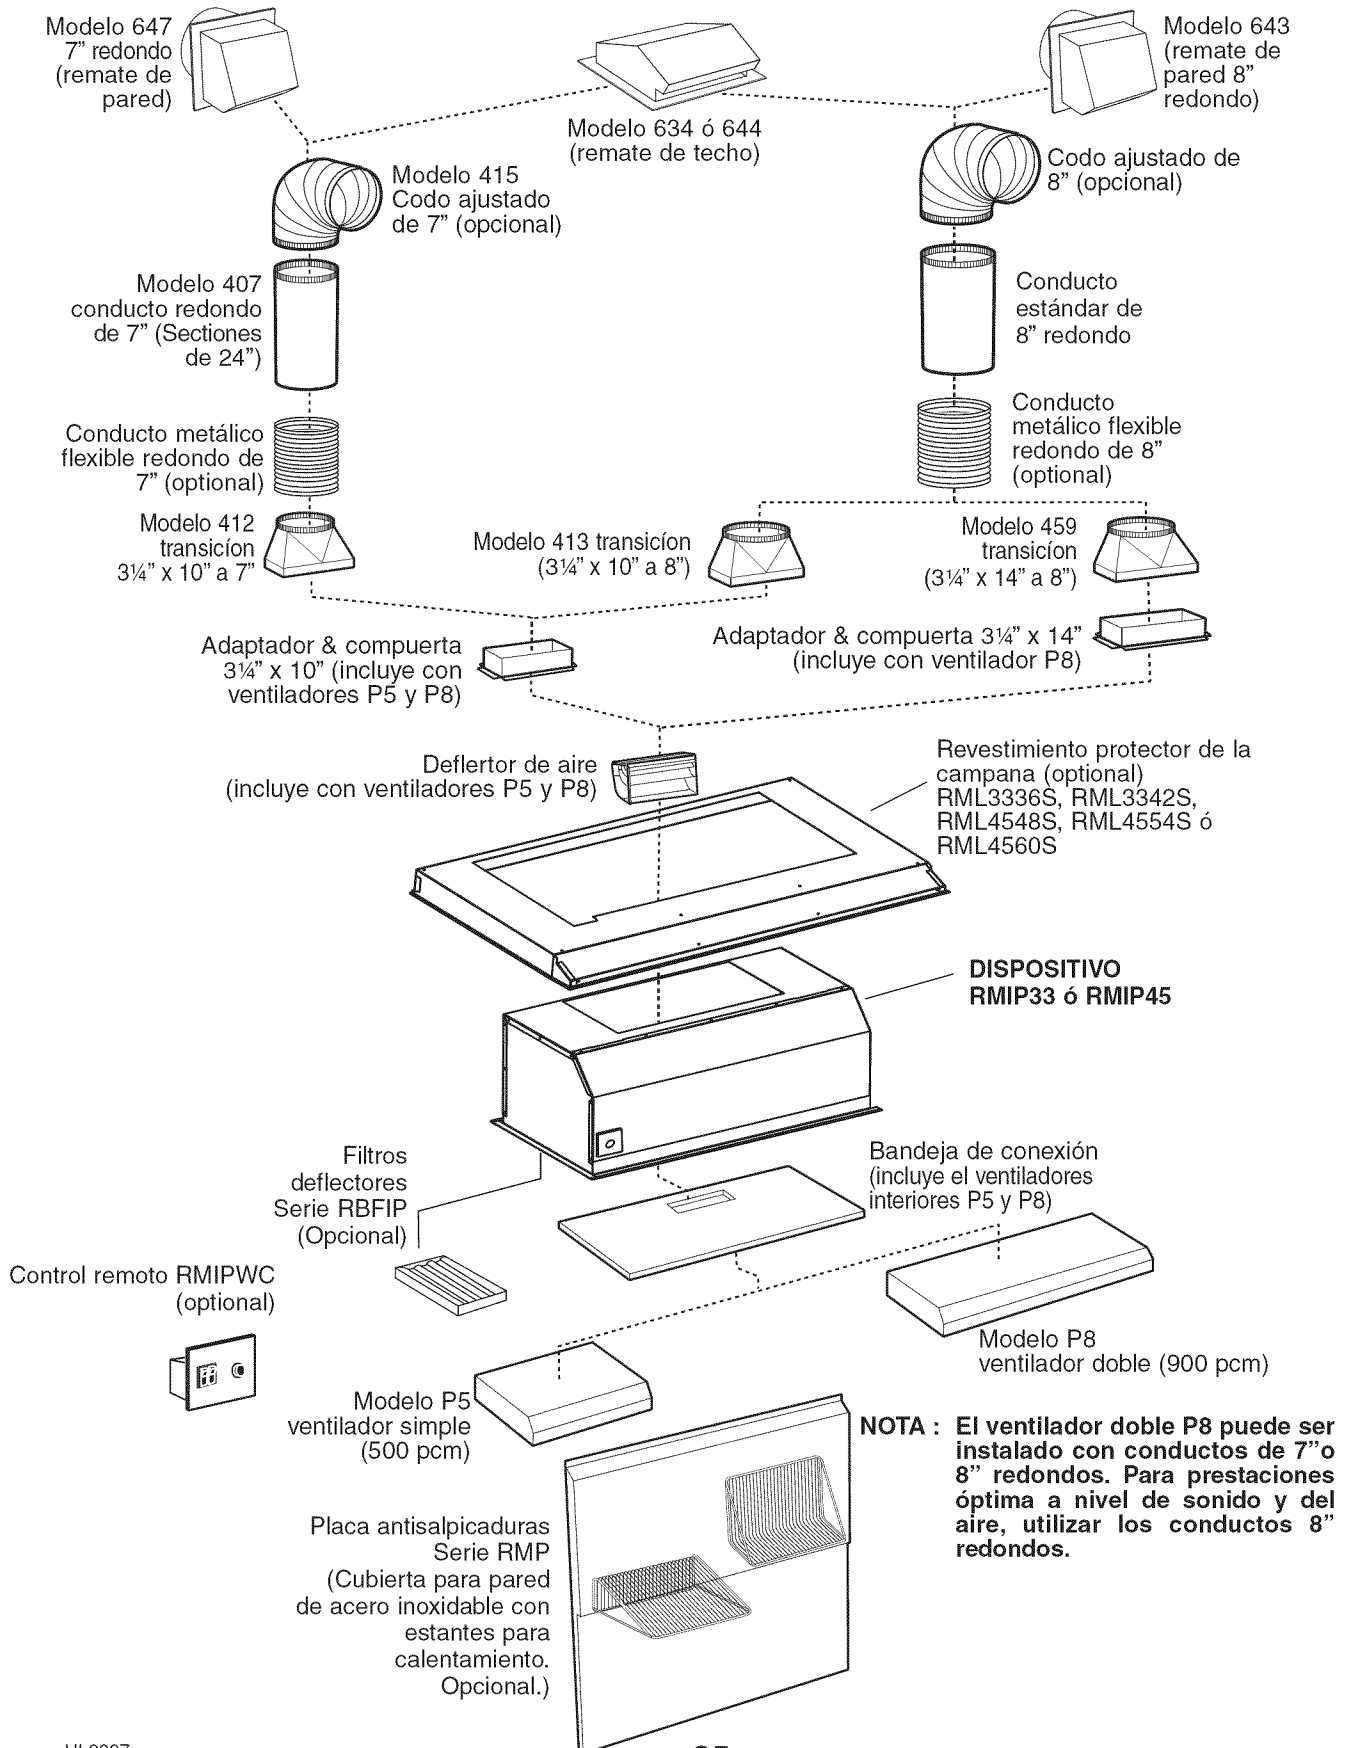 Modelo 647
7” redondo
(remate de
pared)
Modelo 634 ó 644
(remate de techo)
Modelo 643
(remate de
pared 8”
redondo)
Modelo 415
Codo ajustado
de 7” (opcional)
Codo ajustado de
8” (opcional)
Modelo 407
conducto redondo
de 7” (Sectiones
de 24”)
Conducto
estándar de
8” redondo
Conducto metálico
flexible redondo de
7” (optional)
Conducto
metálico flexible
redondo de 8”
(optional)
Modelo 412
transicíon
3¼” x 10” a 7”
Modelo 413 transicíon
(3¼” x 10” a 8”)
Modelo 459
transicíon
(3¼” x 14” a 8”)
Adaptador & compuerta
3¼” x 10” (incluye con
ventiladores P5 y P8)
Adaptador & compuerta 3¼” x 14”
(incluye con ventilador P8)
Deflertor de aire
(incluye con ventiladores P5 y P8)
Revestimiento protector de la
campana (optional)
RML3336S, RML3342S,
RML4548S, RML4554S ó
RML4560S
DISPOSITIVO
RMIP33 ó RMIP45
Filtros
deflectores
Serie RBFIP
(Opcional)
Bandeja de conexión
(incluye el ventiladores
interiores P5 y P8)
Control remoto RMIPWC
(optional)
Modelo P8
ventilador doble (900 pcm)
Modelo P5
ventilador simple
(500 pcm)
NOTA : El ventilador doble P8 puede ser
instalado con conductos de 7”o
8” redondos. Para prestaciones
óptima a nivel de sonido y del
aire, utilizar los conductos 8”
redondos.
Placa antisalpicaduras
Serie RMP
(Cubierta para pared
de acero inoxidable con
estantes para
calentamiento.
Opcional.)